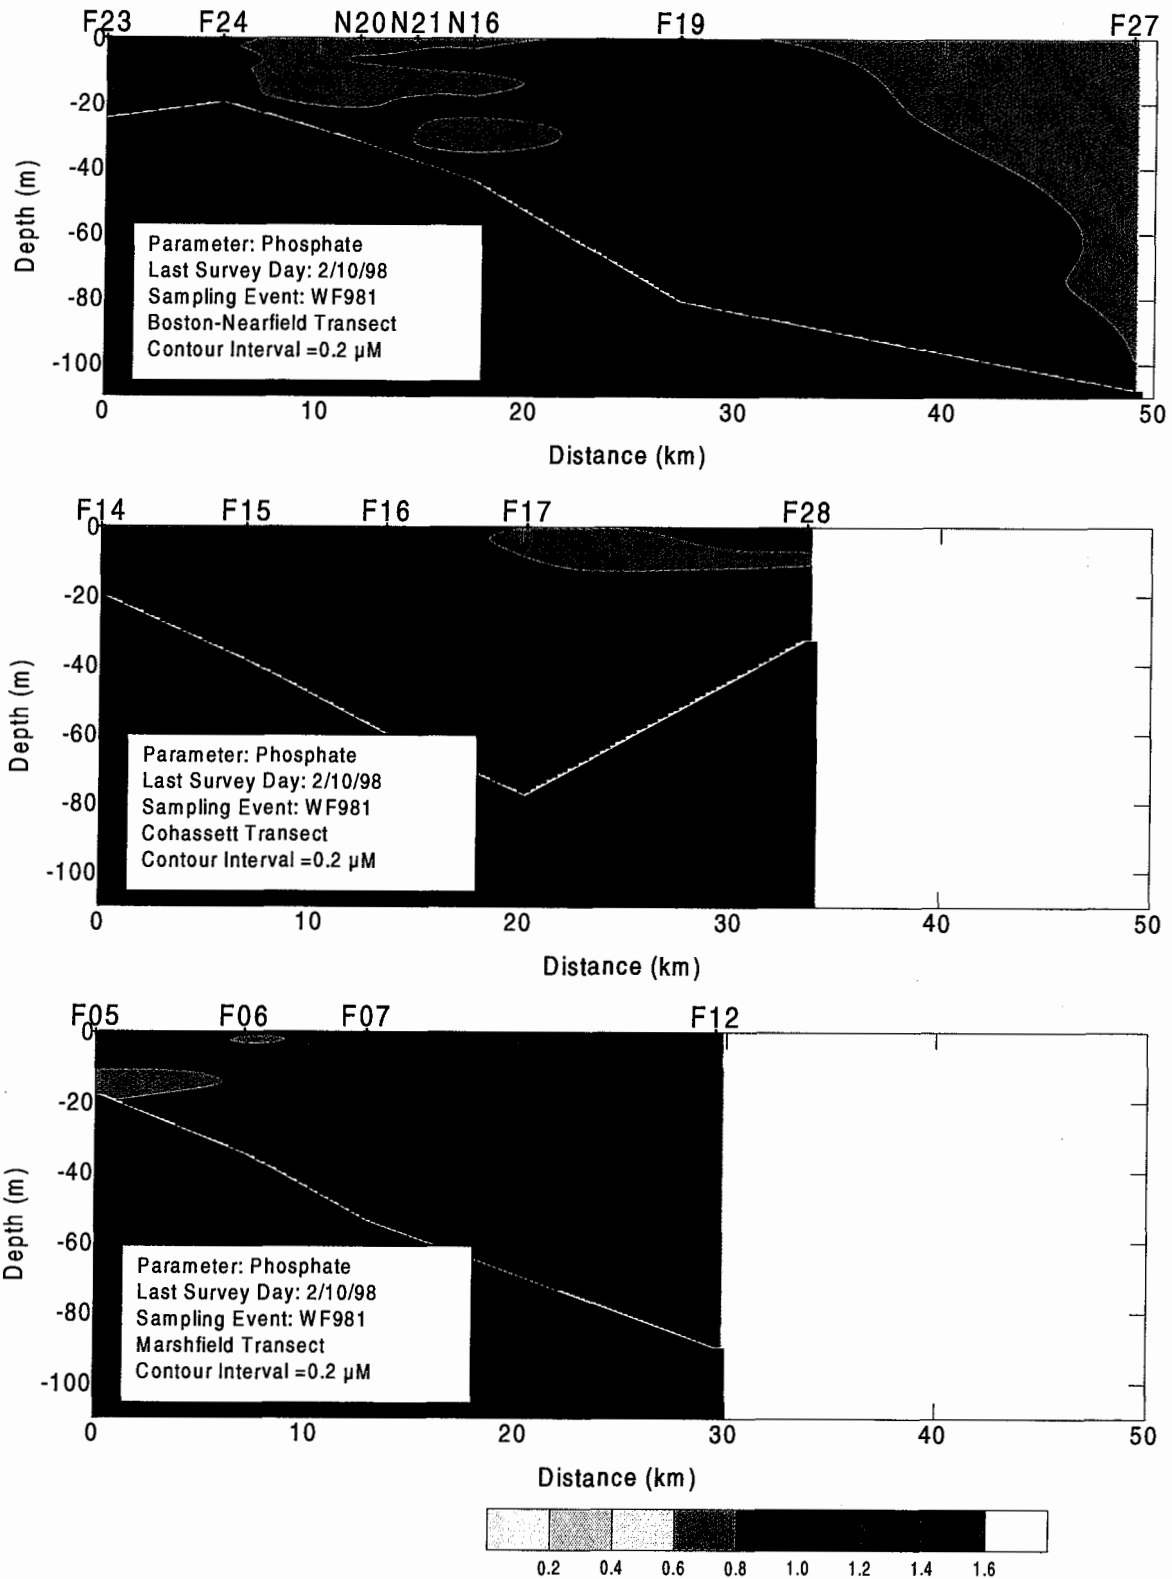 F23 F24 N20 N21 N16 F19 F27
0
-20
-40
-60
-80
-100
Depth (m)
Parameter: Phosphate
Last Survey Day: 2/10/98
Sampling Event: WF981
Boston-Nearfield Transect
Contour Interval =0.2 µM
0 10 20 30 40 50
Distance (km)
F14 F15 F16 F17 F28
0
-20
-40
-60
-80
-100
Depth (m)
Parameter: Phosphate
Last Survey Day: 2/10/98
Sampling Event: WF981
Cohassett Transect
Contour Interval =0.2 µM
0 10 20 30 40 50
Distance (km)
F05 F06 F07 F12
0
-20
-40
-60
-80
-100
Depth (m)
Parameter: Phosphate
Last Survey Day: 2/10/98
Sampling Event: WF981
Marshfield Transect
Contour Interval =0.2 µM
0 10 20 30 40 50
Distance (km)
0.2 0.4 0.6 0.8 1.0 1.2 1.4 1.6